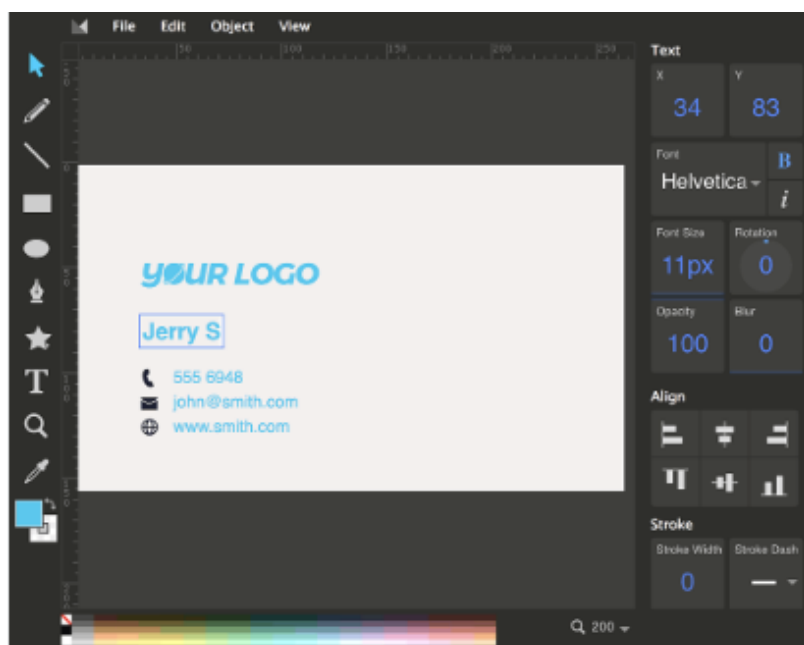 File Edit Object View
50 100 150 200 250
Text
X Y
34 83
Font
Helvetica
B
i
Font Size Rotation
11px 0
Opacity Blur
100 0
Align
Stroke
Stroke Width Stroke Dash
0
YOUR LOGO
Jerry S
555 6948
john@smith.com
www.smith.com
T
200